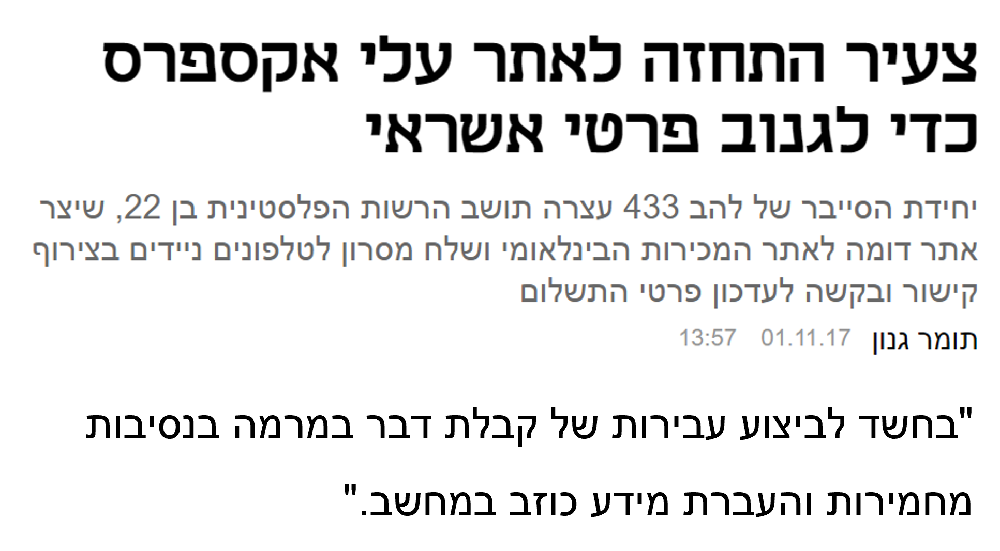 צעיר התחזה לאתר עלי אקספרס
כדי לגנוב פרטי אשראי
יחידת הסייבר של להב 433 עצרה תושב הרשות הפלסטינית בן 22, שיצר
אתר דומה לאתר המכירות הבינלאומי ושלח מסרון לטלפונים ניידים בצירוף
קישור ובקשה לעדכון פרטי התשלום
תומר גנון 01.11.17 13:57
"בחשד לביצוע עבירות של קבלת דבר במרמה בנסיבות
מחמירות והעברת מידע כוזב במחשב."